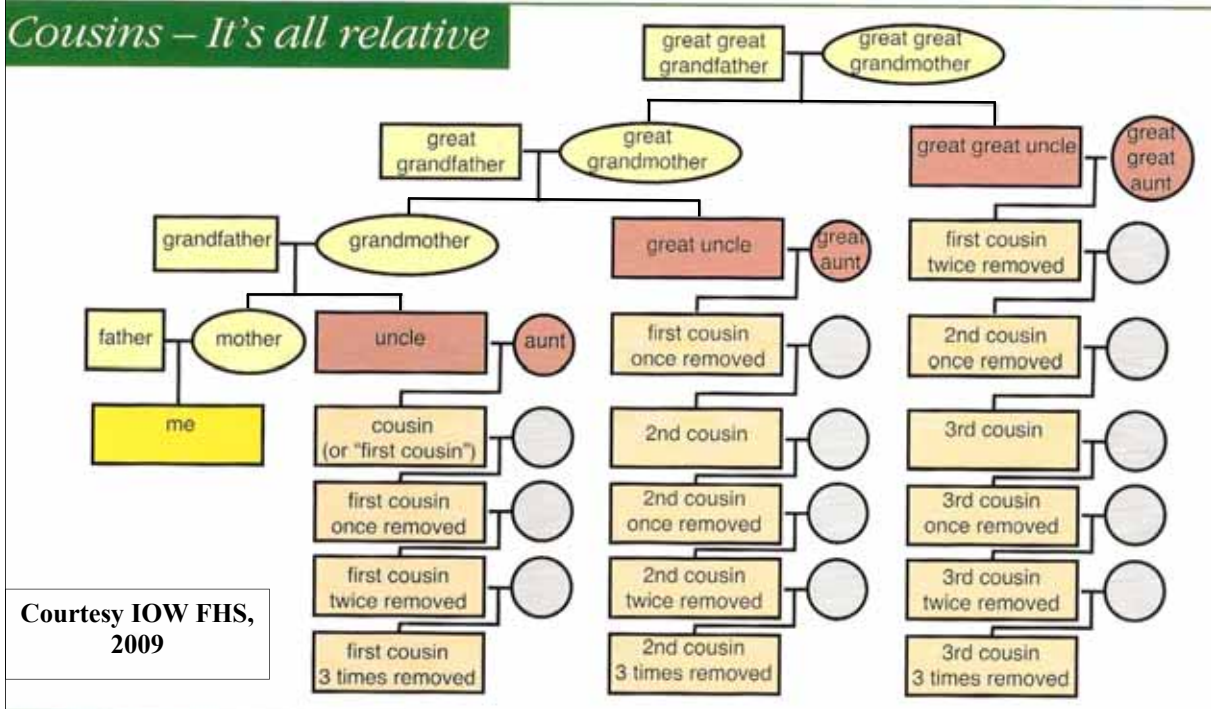 Cousins – It's all relative
great great
grandfather
great great
grandmother
great
grandfather
great
grandmother
great great uncle
great
great
aunt
grandfather
grandmother
great uncle
great
aunt
first cousin
twice removed
father
mother
uncle
aunt
first cousin
once removed
2nd cousin
once removed
me
cousin
(or "first cousin")
2nd cousin
3rd cousin
first cousin
once removed
2nd cousin
once removed
3rd cousin
once removed
first cousin
twice removed
2nd cousin
twice removed
3rd cousin
twice removed
first cousin
3 times removed
2nd cousin
3 times removed
3rd cousin
3 times removed
Courtesy IOW FHS,
2009